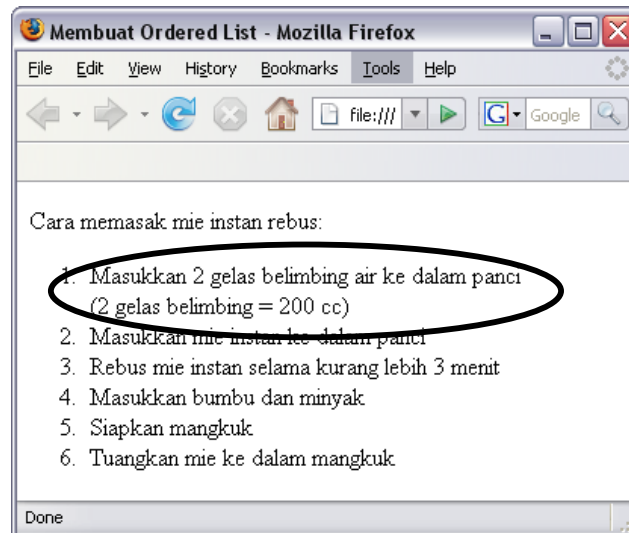 Membuat Ordered List - Mozilla Firefox
File Edit View History Bookmarks Tools Help
file:/// G Google
Cara memasak mie instan rebus:
1. Masukkan 2 gelas belimbing air ke dalam panci
(2 gelas belimbing = 200 cc)
2. Masukkan mie instan ke dalam panci
3. Rebus mie instan selama kurang lebih 3 menit
4. Masukkan bumbu dan minyak
5. Siapkan mangkuk
6. Tuangkan mie ke dalam mangkuk
Done